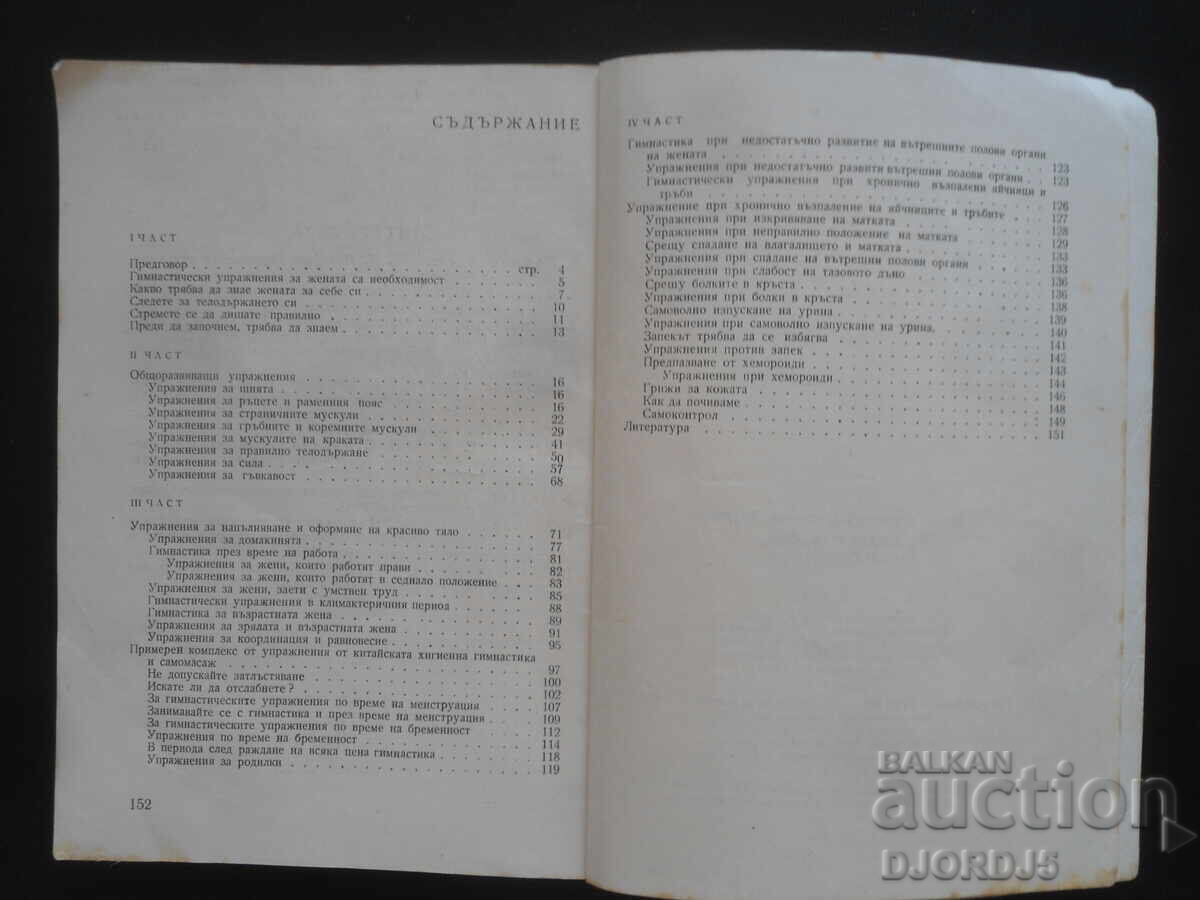 СЪДЪРЖАНИЕ
I ЧАСТ
Предговор . . . . . . . . . . . . . . . . . . стр. 4
Гимнастически упражнения за жената са необходимост . . . . 5
Какво трябва да знае жената за себе си . . . . . . . . . . 7
Следете за телодържането си . . . . . . . . . . . . 10
Стремете се да дишате правилно . . . . . . . . . . . 11
Преди да започнем, трябва да знаем . . . . . . . . . . 13
II ЧАСТ
Общоразвиващи упражнения . . . . . . . . . . . . 16
Упражнения за шията . . . . . . . . . . . . . . 16
Упражнения за ръцете и раменния пояс . . . . . . . . 16
Упражнения за страничните мускули . . . . . . . . . 22
Упражнения за гръбните и коремните мускули . . . . . . 29
Упражнения за мускулите на краката . . . . . . . . . 41
Упражнения за правилно телодържане . . . . . . . . . 50
Упражнения за сила . . . . . . . . . . . . . . 57
Упражнения за гъвкавост . . . . . . . . . . . . . 68
III ЧАСТ
Упражнения за напълняване и оформяне на красиво тяло . . . . . 71
Упражнения за домакинята . . . . . . . . . . . . 77
Гимнастика през време на работа . . . . . . . . . . 81
Упражнения за жени, които работят прави . . . . . . . 82
Упражнения за жени, които работят в седнало положение . . . 83
Упражнения за жени, заети с умствен труд . . . . . . . 85
Гимнастически упражнения в климактеричния период . . . . . 88
Гимнастика за възрастната жена . . . . . . . . . . 89
Упражнения за зрялата и възрастната жена . . . . . . . 91
Упражнения за координация и равновесие . . . . . . . . 95
Примерен комплекс от упражнения от китайската хигиенна гимнастика
и самомасаж . . . . . . . . . . . . . . . . 97
Не допускайте затлъстяване . . . . . . . . . . . . 100
Искате ли да отслабнете ? . . . . . . . . . . . . 102
За гимнастическите упражнения по време на менструация . . . . 107
Занимавайте се с гимнастика и през време на менструация . . . . 109
За гимнастическите упражнения по време на бременност . . . . 112
Упражнения по време на бременност . . . . . . . . . 114
В периода след раждане на всяка цена гимнастика . . . . . . 118
Упражнения за родилки . . . . . . . . . . . . . 119
152
IV ЧАСТ
Гимнастика при недостатъчно развитие на вътрешните полови органи
на жената . . . . . . . . . . . . . . . . . 123
Упражнения при недостатъчно развити вътрешни полови органи . . 123
Гимнастически упражнения при хронично възпалени яйчници и
тръби . . . . . . . . . . . . . . . . . . 126
Упражнение при хронично възпаление на яйчниците и тръбите . . . 127
Упражнения при изкривяване на матката . . . . . . . . 128
Упражнения при неправилно положение на матката . . . . . 129
Срещу спадане на влагалището и матката . . . . . . . . 133
Упражнения при спадане на вътрешни полови органи . . . . . 133
Упражнения при слабост на тазовото дъно . . . . . . . . 136
Срещу болките в кръста . . . . . . . . . . . . . 136
Упражнения при болки в кръста . . . . . . . . . . . 138
Самоволно изпускане на урина . . . . . . . . . . . 139
Упражнения при самоволно изпускане на урина. . . . . . . 140
Запекът трябва да се избягва . . . . . . . . . . . 141
Упражнения против запек . . . . . . . . . . . . . 142
Предпазване от хемороиди . . . . . . . . . . . . 143
Упражнения при хемороиди . . . . . . . . . . . . 144
Грижи за кожата . . . . . . . . . . . . . . . 146
Как да почиваме . . . . . . . . . . . . . . . 148
Самоконтрол . . . . . . . . . . . . . . . . 149
Литература . . . . . . . . . . . . . . . . . 151
BALKAN
auction
DJORDJ5